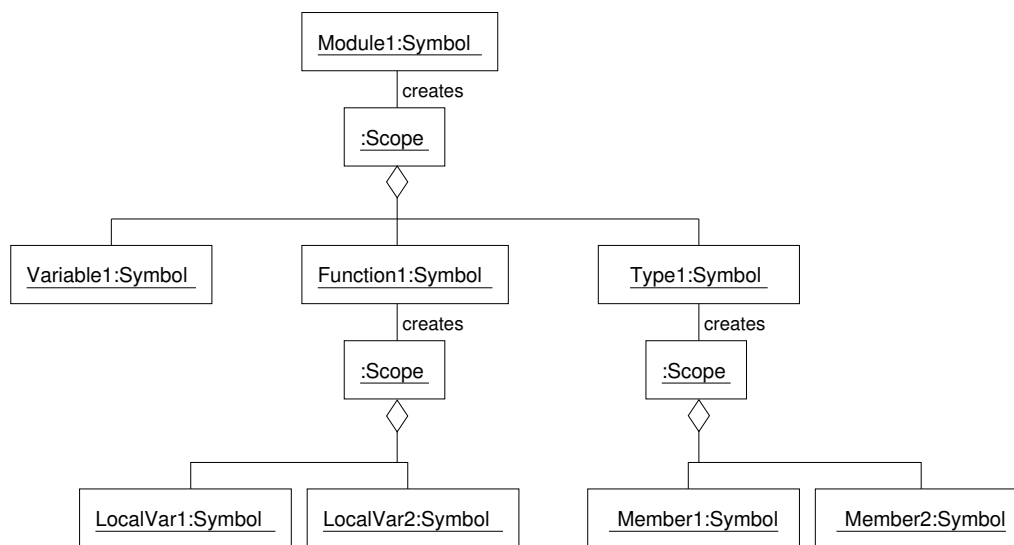 Module1:Symbol
creates
:Scope
Variable1:Symbol
Function1:Symbol
Type1:Symbol
creates
creates
:Scope
:Scope
LocalVar1:Symbol
LocalVar2:Symbol
Member1:Symbol
Member2:Symbol